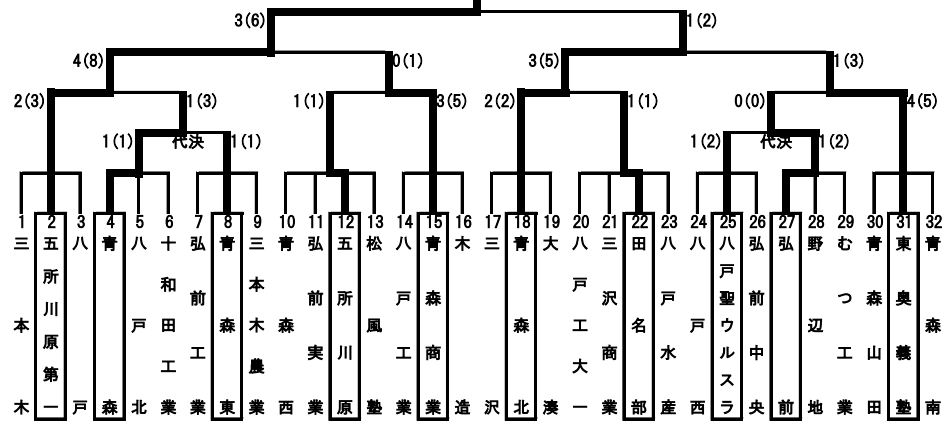 3(6) 1(2)
4(8) 0(1) 3(5) 1(3)
2(3) 1(3) 1(1) 3(5) 2(2) 1(1) 0(0) 4(5)
1(1) 代決 1(1) 1(2) 代決 1(2)
1 三本木
2 五所川原第一
3 八戸
4 青森
5 八戸北
6 十和田工業
7 弘前工業
8 青森東
9 三本木農業
10 青森西
11 弘前実業
12 五所川原
13 松風塾
14 八戸工業
15 青森商業
16 木造
17 三沢
18 青森北
19 大湊
20 八戸工大一
21 三沢商業
22 田名部
23 八戸水産
24 八戸西
25 八戸聖ウルスラ
26 弘前中央
27 弘前
28 野辺地
29 むつ工業
30 青森山田
31 東奥義塾
32 青森南